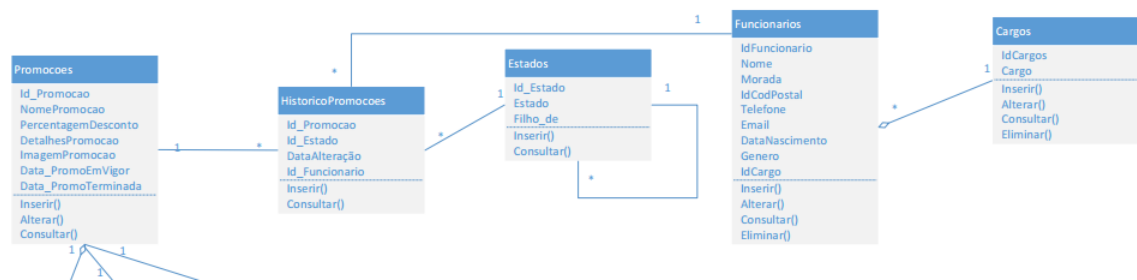 Promocoes
Id_Promocao
NomePromocao
PercentagemDesconto
DetalhesPromocao
ImagemPromocao
Data_PromoEmVigor
Data_PromoTerminada
Inserir()
Alterar()
Consultar()
1
1
1
1
*
HistoricoPromocoes
Id_Promocao
Id_Estado
DataAlteração
Id_Funcionario
Inserir()
Consultar()
*
1
*
1
Estados
Id_Estado
Estado
Filho_de
Inserir()
Consultar()
1
*
Funcionarios
IdFuncionario
Nome
Morada
IdCodPostal
Telefone
Email
DataNascimento
Genero
IdCargo
Inserir()
Alterar()
Consultar()
Eliminar()
*
1
Cargos
IdCargos
Cargo
Inserir()
Alterar()
Consultar()
Eliminar()